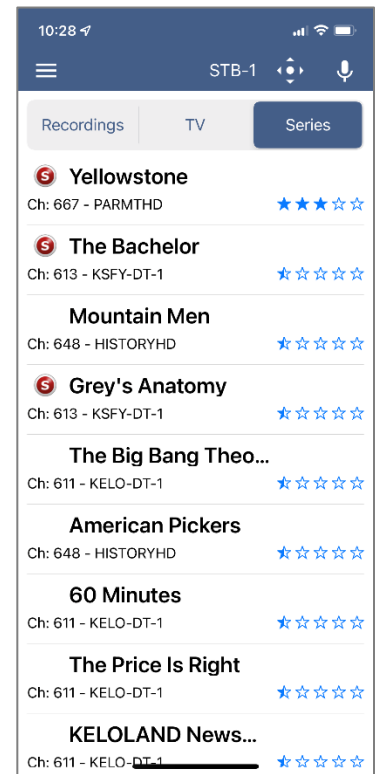 10:28
STB-1
Recordings TV Series
S Yellowstone
Ch: 667 - PARMTHD
S The Bachelor
Ch: 613 - KSFY-DT-1
Mountain Men
Ch: 648 - HISTORYHD
S Grey's Anatomy
Ch: 613 - KSFY-DT-1
The Big Bang Theo...
Ch: 611 - KELO-DT-1
American Pickers
Ch: 648 - HISTORYHD
60 Minutes
Ch: 611 - KELO-DT-1
The Price Is Right
Ch: 611 - KELO-DT-1
KELOLAND News...
Ch: 611 - KELO-DT-1